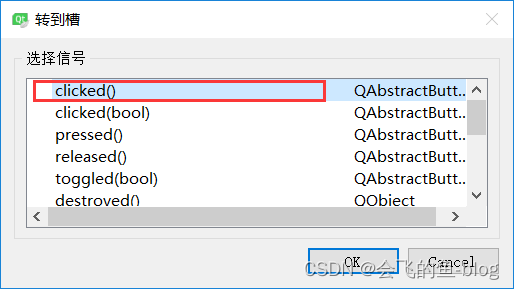 Qt 转到槽
选择信号
clicked() QAbstractButt...
clicked(bool) QAbstractButt...
pressed() QAbstractButt...
released() QAbstractButt...
toggled(bool) QAbstractButt...
destroyed() QObject
OK Cancel
CSDN @会飞的鱼-blog